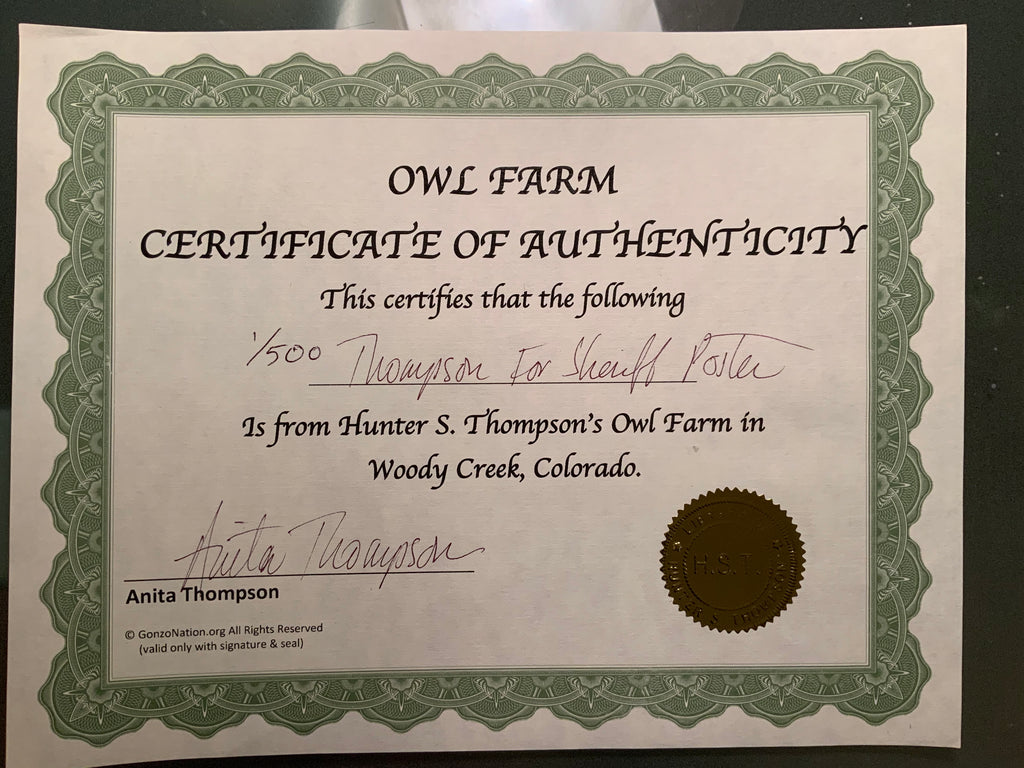 OWL FARM
CERTIFICATE OF AUTHENTICITY
This certifies that the following
1/500 Thompson For Sheriff Poster
Is from Hunter S. Thompson's Owl Farm in
Woody Creek, Colorado.
Anita Thompson
Anita Thompson
© GonzoNation.org All Rights Reserved
(valid only with signature & seal)
H.S.T.